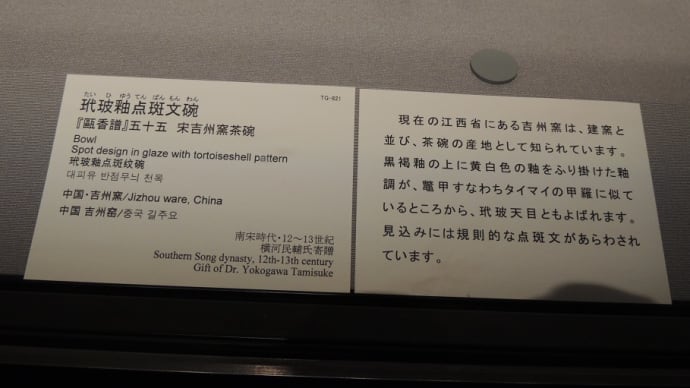 たい ひ ゆう てん ぱん もん わん
玳玻釉点斑文碗
TG-821
『甌香譜』五十五 宋吉州窯茶碗
Bowl
Spot design in glaze with tortoiseshell pattern
玳玻釉点斑纹碗
대피유 반점무늬 천목
中国・吉州窯/Jizhou ware, China
中国 吉州窑/중국 길주요
南宋時代・12～13世紀
横河民輔氏寄贈
Southern Song dynasty, 12th-13th century
Gift of Dr. Yokogawa Tamisuke
現在の江西省にある吉州窯は、建窯と
並び、茶碗の産地として知られています。
黒褐釉の上に黄白色の釉をふり掛けた釉
調が、鼈甲すなわちタイマイの甲羅に似て
いるところから、玳玻天目ともよばれます。
見込みには規則的な点斑文があらわされ
ています。